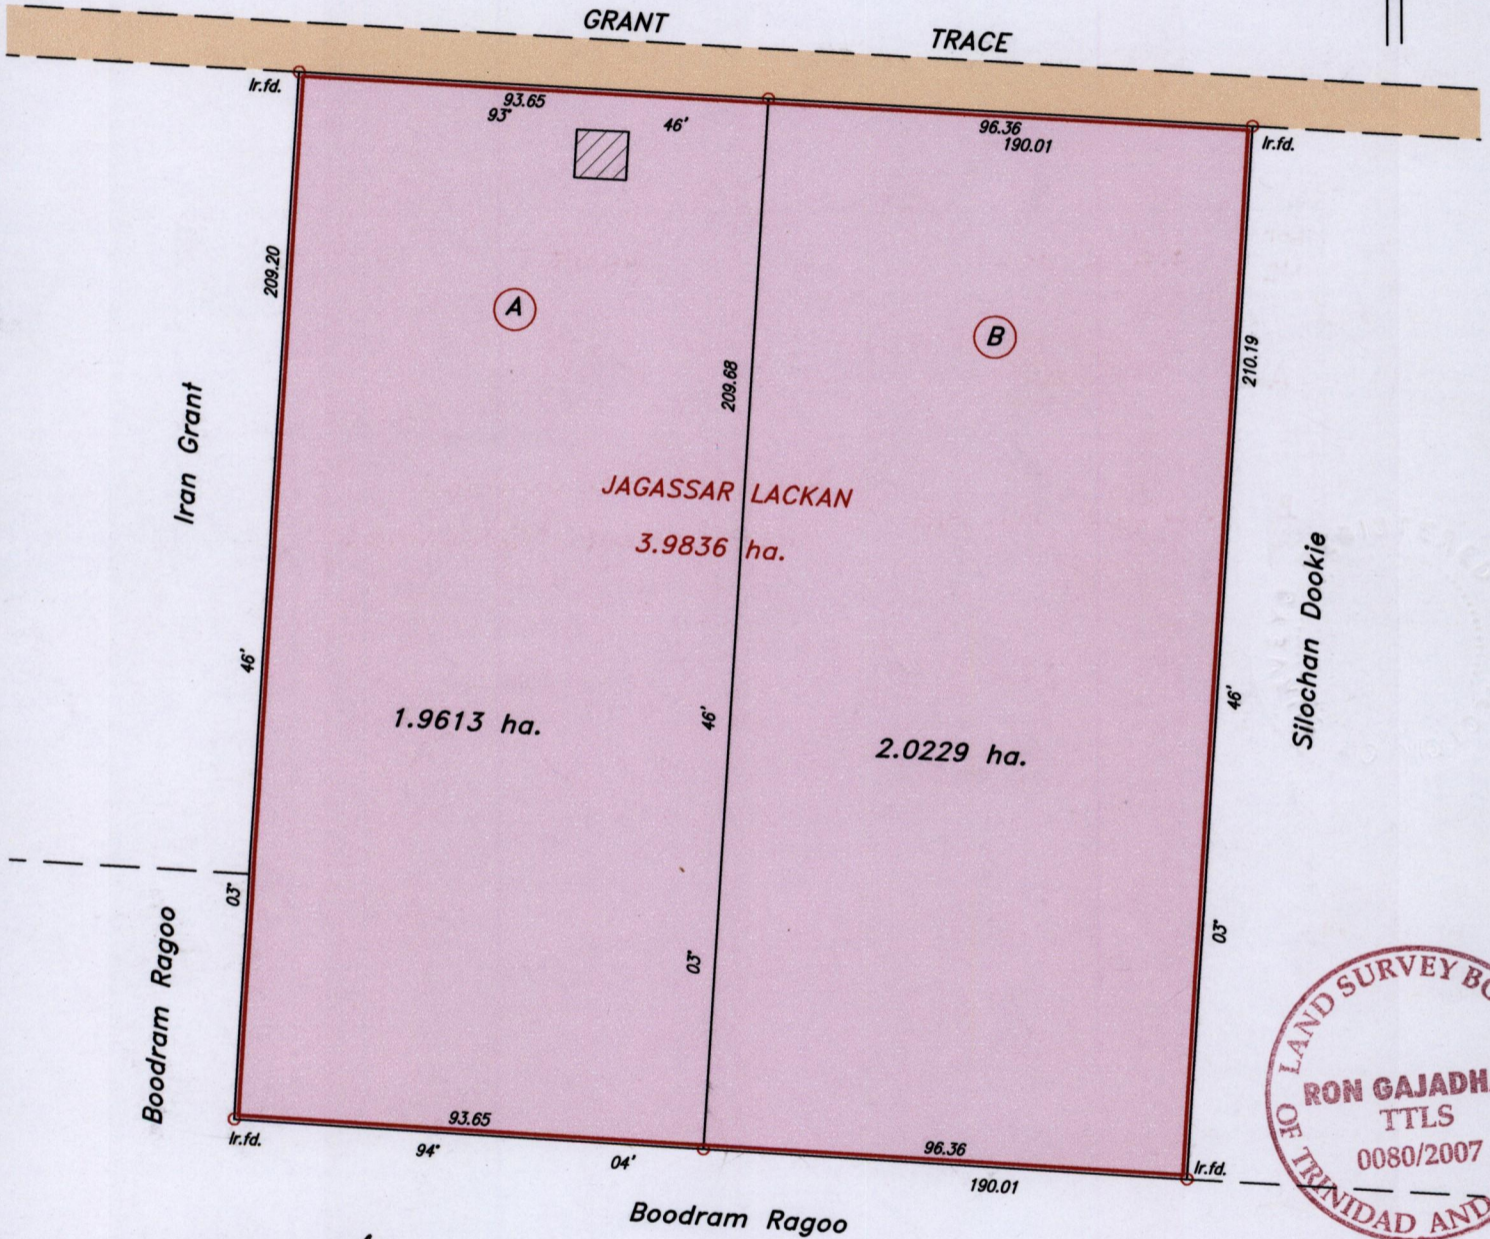 GRANT TRACE
Ir.fd.
93.65
93° 46'
96.36
190.01
Ir.fd.
209.20
A
B
209.68
210.19
Iran Grant
JAGASSAR LACKAN
3.9836 ha.
Silochan Dookie
46'
46'
46'
1.9613 ha.
2.0229 ha.
03°
03°
03°
Boodram Ragoo
LAND SURVEY
OF TRINIDAD AND
RON
TTLS
0080/2007
Ir.fd.
93.65
94° 04'
96.36
190.01
Ir.fd.
Boodram Ragoo